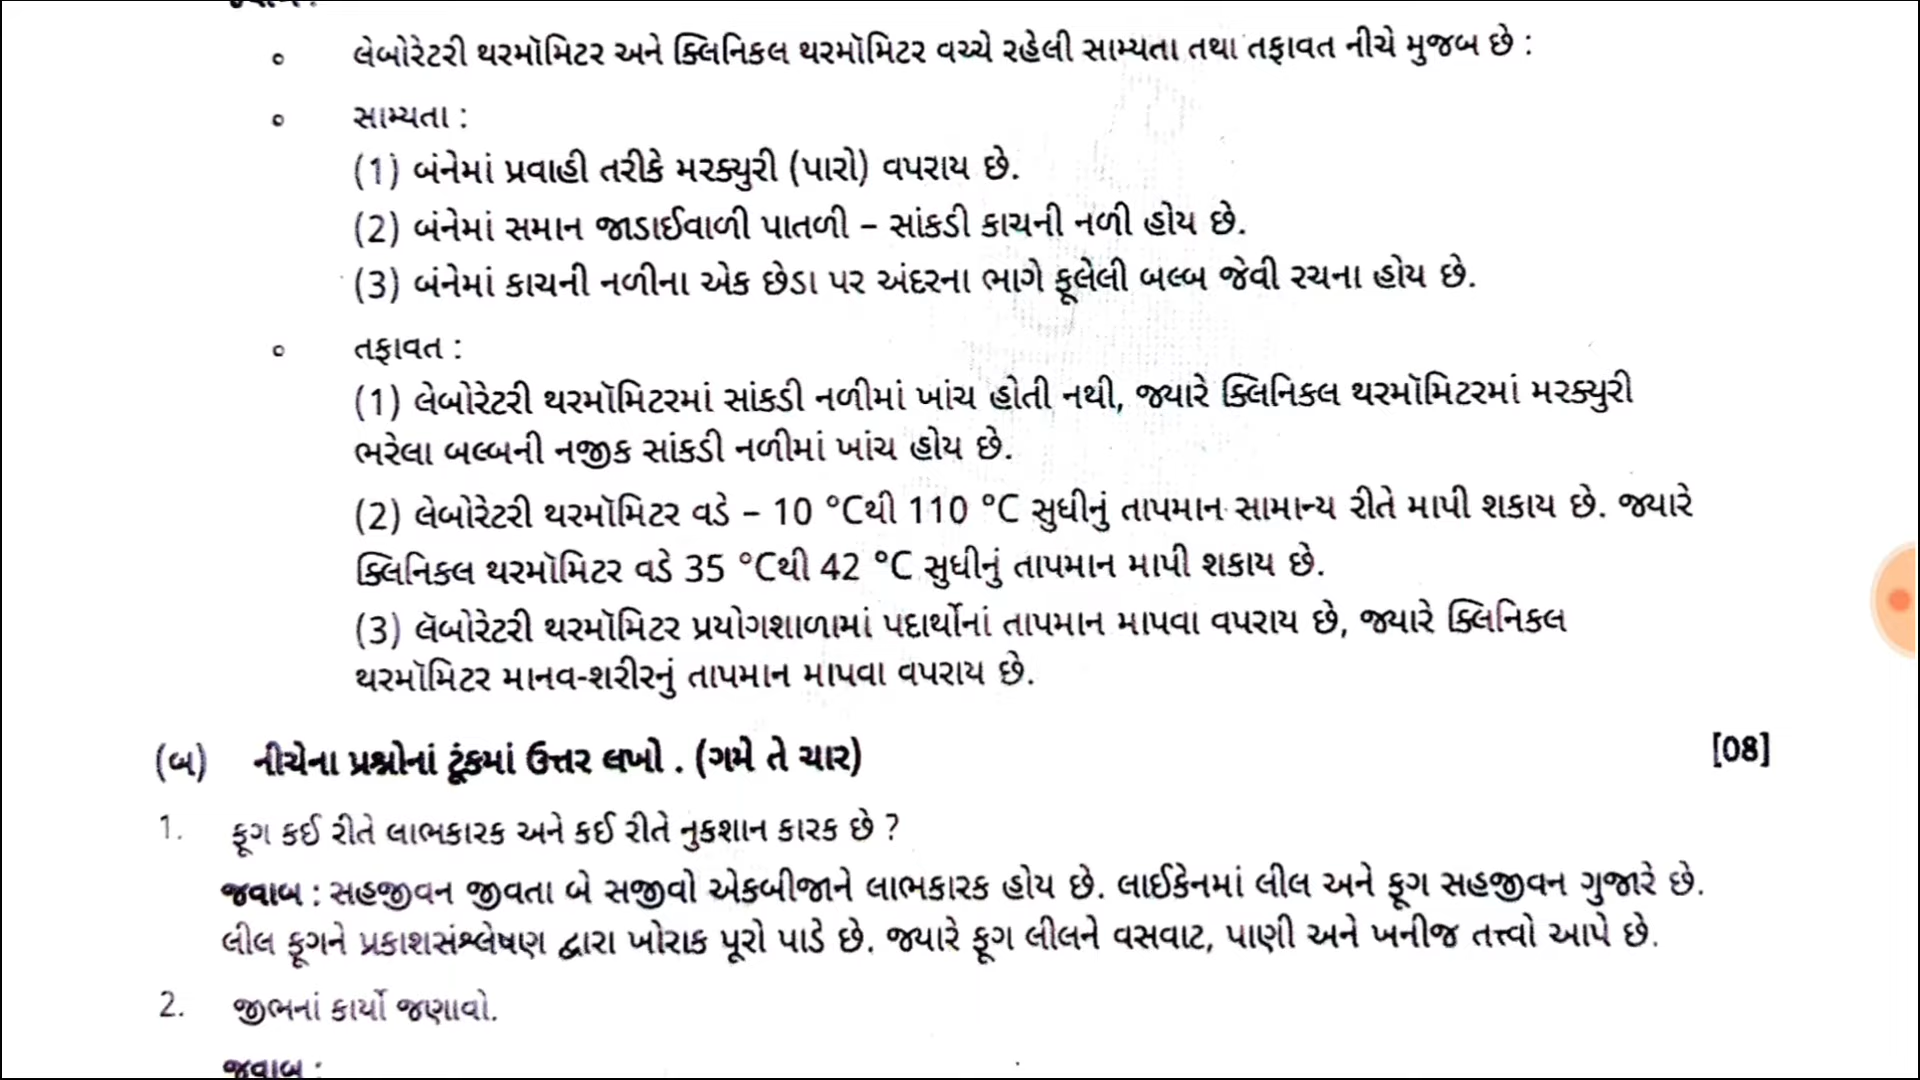 જવાબ :
લેબોરેટરી થરમૉમિટર અને ક્લિનિકલ થરમૉમિટર વચ્ચે રહેલી સામ્યતા તથા તફાવત નીચે મુજબ છે :
સામ્યતા :
(1) બંનેમાં પ્રવાહી તરીકે મરક્યુરી (પારો) વપરાય છે.
(2) બંનેમાં સમાન જાડાઈવાળી પાતળી – સાંકડી કાચની નળી હોય છે.
(3) બંનેમાં કાચની નળીના એક છેડા પર અંદરના ભાગે ફૂલેલી બલ્બ જેવી રચના હોય છે.
તફાવત :
(1) લેબોરેટરી થરમૉમિટરમાં સાંકડી નળીમાં ખાંચ હોતી નથી, જ્યારે ક્લિનિકલ થરમૉમિટરમાં મરક્યુરી
ભરેલા બલ્બની નજીક સાંકડી નળીમાં ખાંચ હોય છે.
(2) લેબોરેટરી થરમૉમિટર વડે – 10 °Cથી 110 °C સુધીનું તાપમાન સામાન્ય રીતે માપી શકાય છે. જ્યારે
ક્લિનિકલ થરમૉમિટર વડે 35 °Cથી 42 °C સુધીનું તાપમાન માપી શકાય છે.
(3) લૅબોરેટરી થરમૉમિટર પ્રયોગશાળામાં પદાર્થોનાં તાપમાન માપવા વપરાય છે, જ્યારે ક્લિનિકલ
થરમૉમિટર માનવ-શરીરનું તાપમાન માપવા વપરાય છે.
(બ) નીચેના પ્રશ્નોનાં ટૂંકમાં ઉત્તર લખો . (ગમે તે ચાર) [08]
1. ફૂગ કઈ રીતે લાભકારક અને કઈ રીતે નુકશાન કારક છે ?
જવાબ : સહજીવન જીવતા બે સજીવો એકબીજાને લાભકારક હોય છે. લાઈકેનમાં લીલ અને ફૂગ સહજીવન ગુજારે છે.
લીલ ફૂગને પ્રકાશસંશ્લેષણ દ્વારા ખોરાક પૂરો પાડે છે. જ્યારે ફૂગ લીલને વસવાટ, પાણી અને ખનીજ તત્ત્વો આપે છે.
2. જીભનાં કાર્યો જણાવો.
જવાબ :